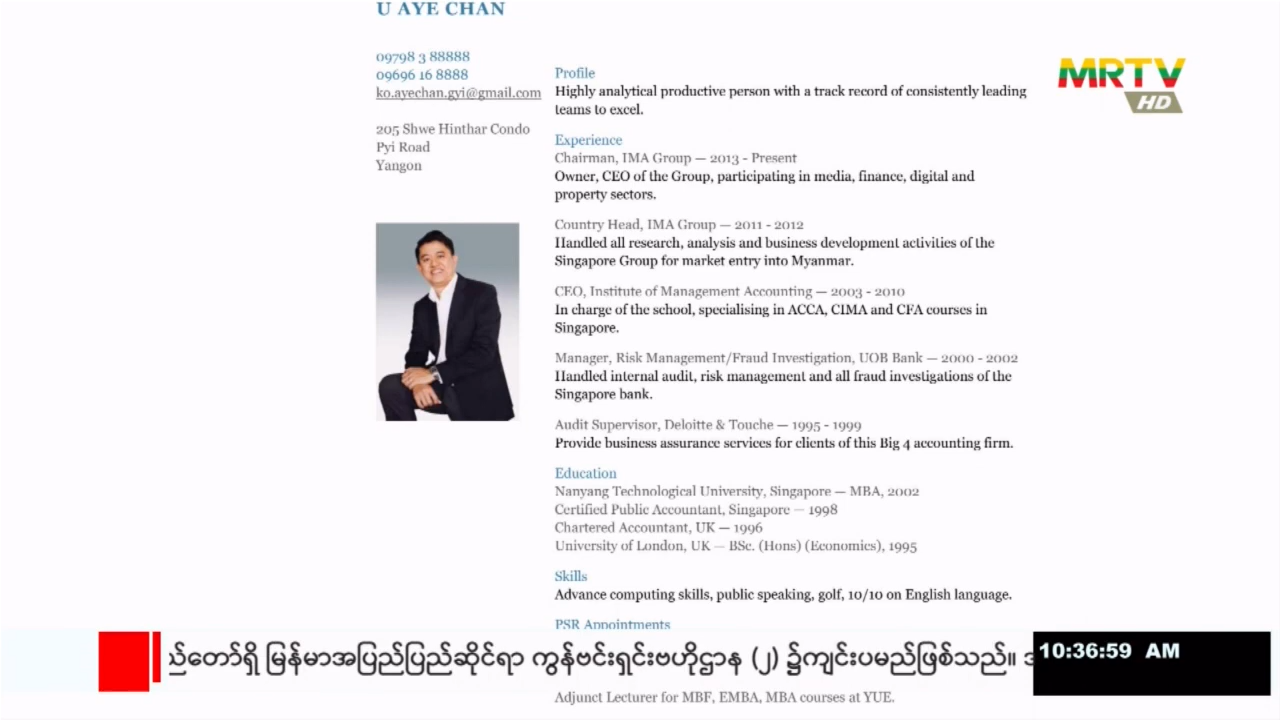 U AYE CHAN
09798 3 88888
09696 16 8888
ko.ayechan.gyi@gmail.com
205 Shwe Hinthar Condo
Pyi Road
Yangon
Profile
Highly analytical productive person with a track record of consistently leading
teams to excel.
Experience
Chairman, IMA Group — 2013 - Present
Owner, CEO of the Group, participating in media, finance, digital and
property sectors.
Country Head, IMA Group — 2011 - 2012
Handled all research, analysis and business development activities of the
Singapore Group for market entry into Myanmar.
CEO, Institute of Management Accounting — 2003 - 2010
In charge of the school, specialising in ACCA, CIMA and CFA courses in
Singapore.
Manager, Risk Management/Fraud Investigation, UOB Bank — 2000 - 2002
Handled internal audit, risk management and all fraud investigations of the
Singapore bank.
Audit Supervisor, Deloitte & Touche — 1995 - 1999
Provide business assurance services for clients of this Big 4 accounting firm.
Education
Nanyang Technological University, Singapore — MBA, 2002
Certified Public Accountant, Singapore — 1998
Chartered Accountant, UK — 1996
University of London, UK — BSc. (Hons) (Economics), 1995
Skills
Advance computing skills, public speaking, golf, 10/10 on English language.
PSR Appointments
Adjunct Lecturer for MBF, EMBA, MBA courses at YUE.
MRTV
HD
မြန်မာအပြည်ပြည်ဆိုင်ရာ ကွန်ဗင်းရှင်းဗဟိုဌာန (၂) ၌ကျင်းပမည်ဖြစ်သည်။
10:36:59 AM